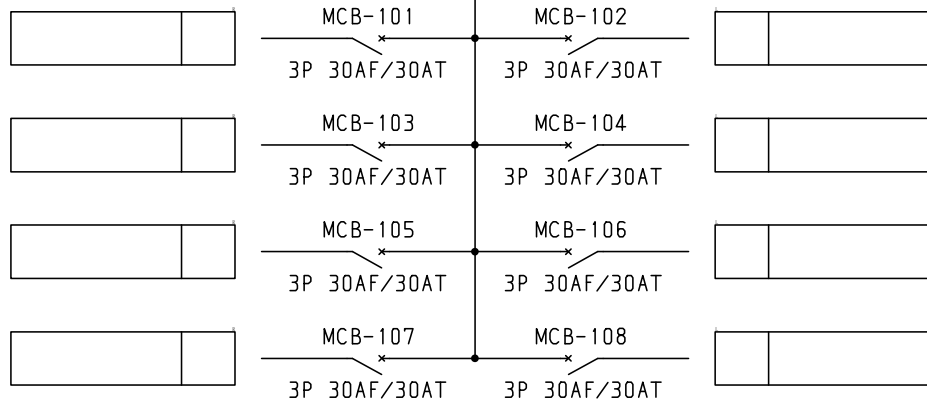 MCB-101 MCB-102
3P 30AF/30AT 3P 30AF/30AT
MCB-103 MCB-104
3P 30AF/30AT 3P 30AF/30AT
MCB-105 MCB-106
3P 30AF/30AT 3P 30AF/30AT
MCB-107 MCB-108
3P 30AF/30AT 3P 30AF/30AT